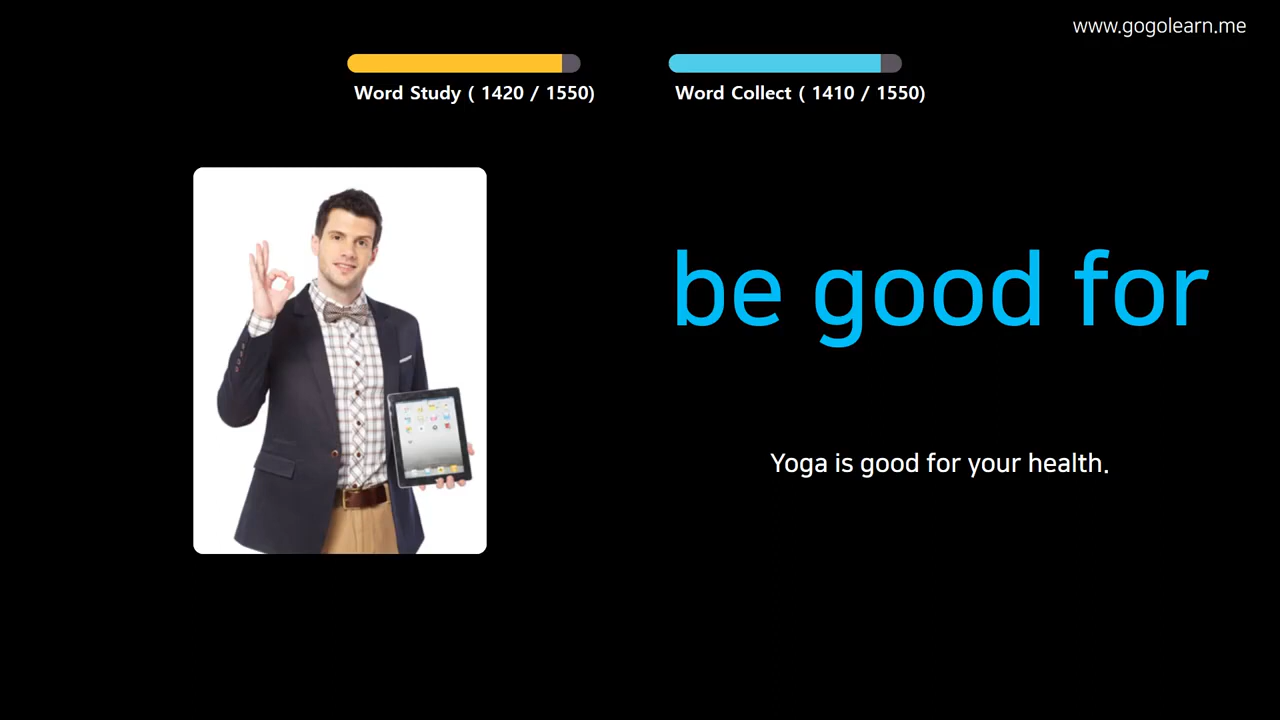 www.gogolearn.me
Word Study ( 1420 / 1550)
Word Collect ( 1410 / 1550)
be good for
Yoga is good for your health.